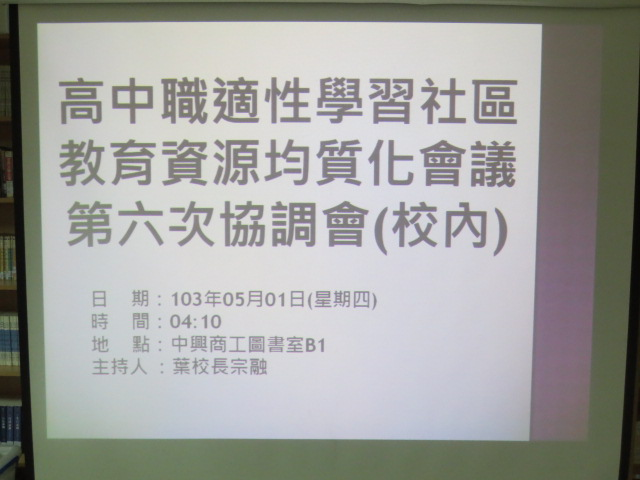 高中職適性學習社區
教育資源均質化會議
第六次協調會(校內)
日　期：103年05月01日(星期四)
時　間：04:10
地　點：中興商工圖書室B1
主持人：葉校長宗融